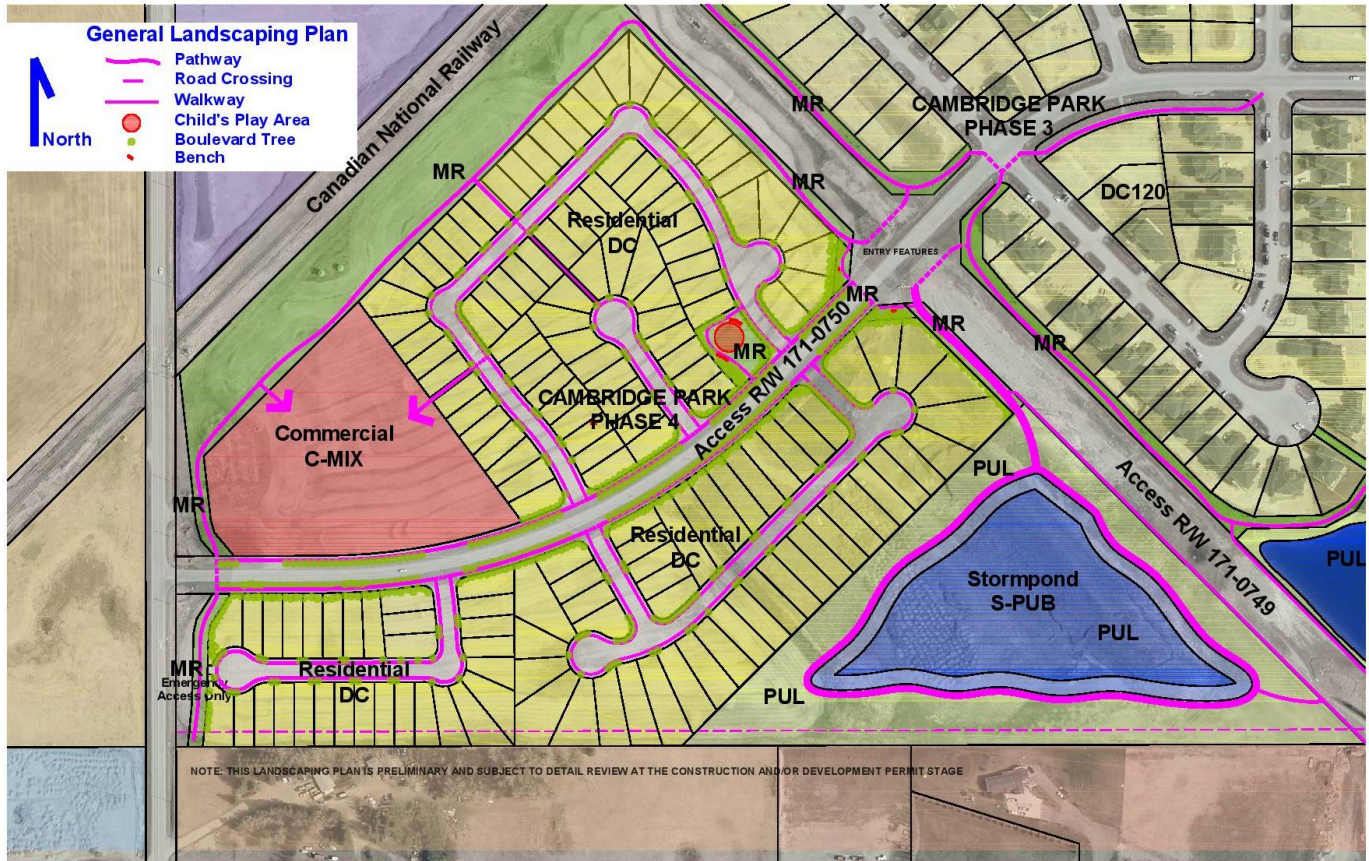 General Landscaping Plan
Pathway
Road Crossing
Walkway
Child's Play Area
Boulevard Tree
Bench
North
Canadian National Railway
MR
CAMBRIDGE PARK
PHASE 3
MR
MR
DC120
Residential
DC
ENTRY FEATURES
MR
MR
MR
MR
Access R/W 171-0750
CAMBRIDGE PARK
PHASE 4
Commercial
C-MIX
PUL
Access R/W 171-0749
MR
Residential
DC
Stormpond
S-PUB
PUL
PUL
MR
Emergency
Access Only
Residential
DC
PUL
NOTE: THIS LANDSCAPING PLAN IS PRELIMINARY AND SUBJECT TO DETAIL REVIEW AT THE CONSTRUCTION AND/OR DEVELOPMENT PERMIT STAGE